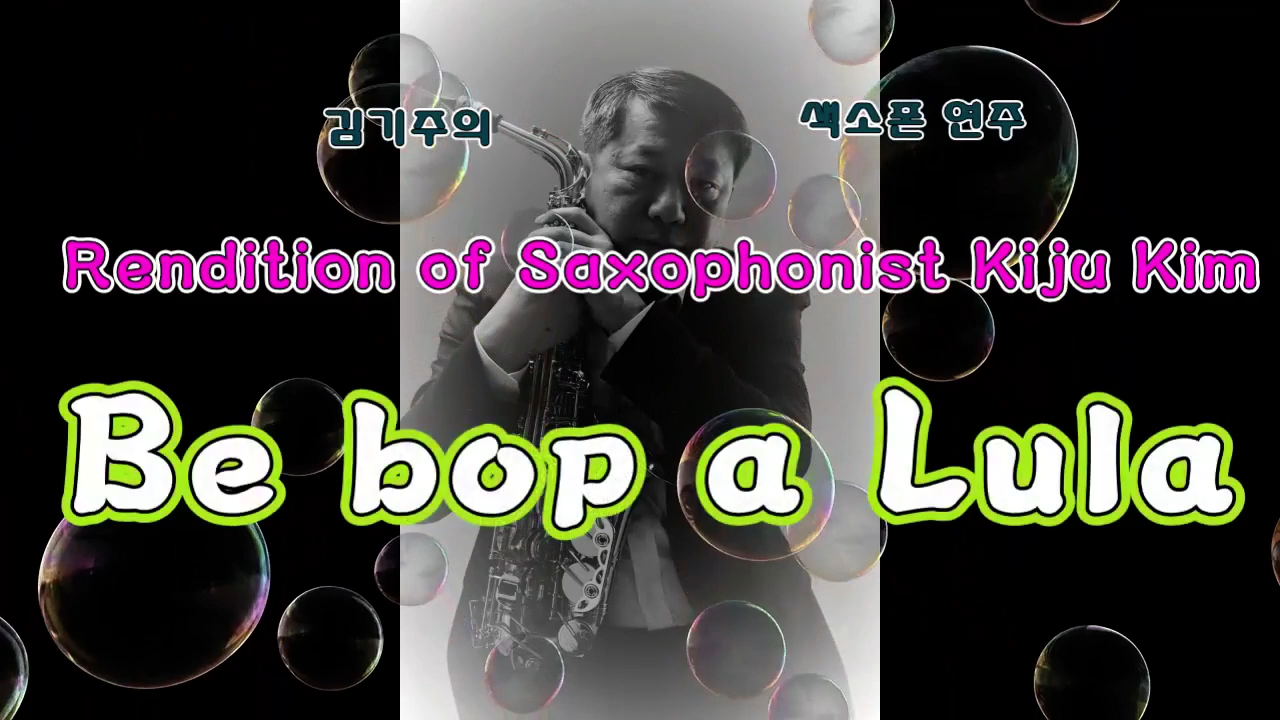 김기주의 색소폰 연주
Rendition of Saxophonist Kiju Kim
Be bop a Lula